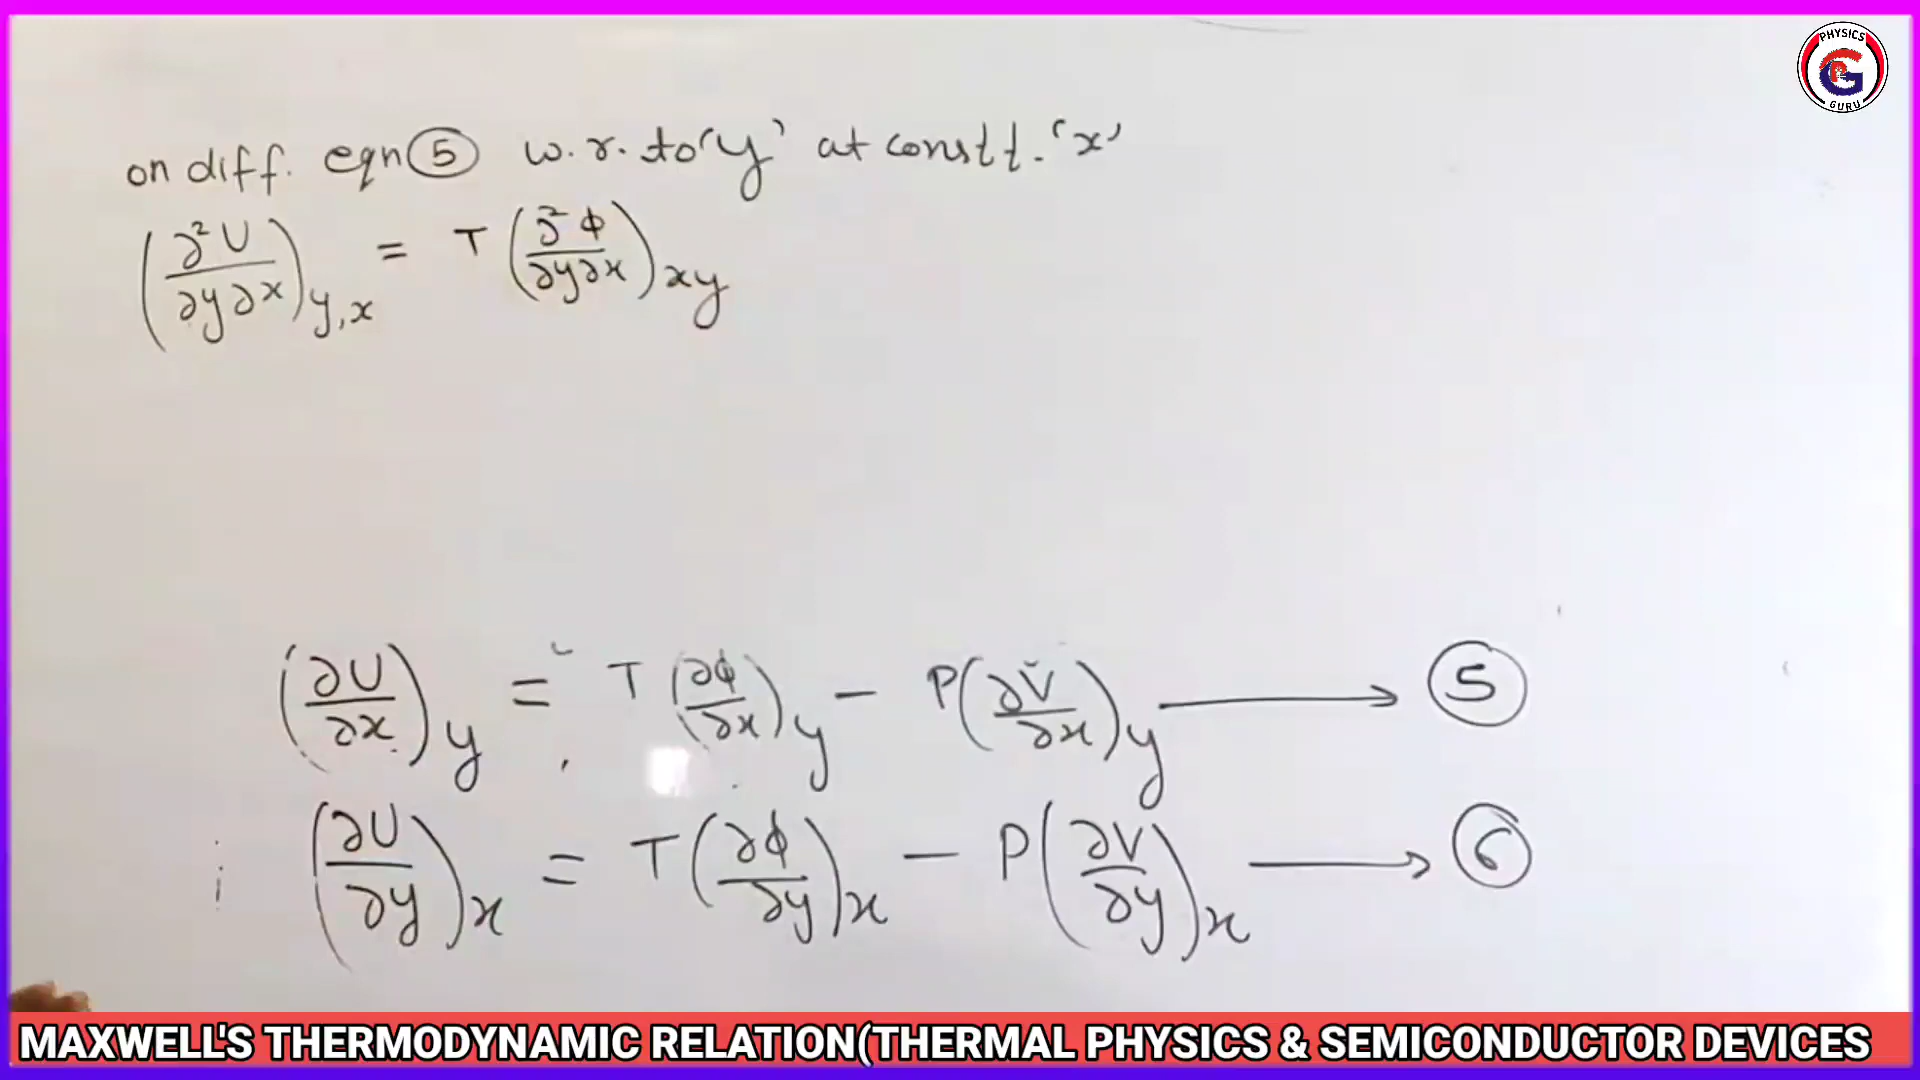 PHYSICS
GURU
on diff. eqn (5) w.r.to 'y' at constt. 'x'
(∂²U/∂y∂x)y,x = T (∂²ϕ/∂y∂x)xy
(∂U/∂x)y = T (∂ϕ/∂x)y − P(∂V/∂x)y ⟶ (5)
(∂U/∂y)x = T (∂ϕ/∂y)x − P(∂V/∂y)x ⟶ (6)
MAXWELL'S THERMODYNAMIC RELATION(THERMAL PHYSICS & SEMICONDUCTOR DEVICES